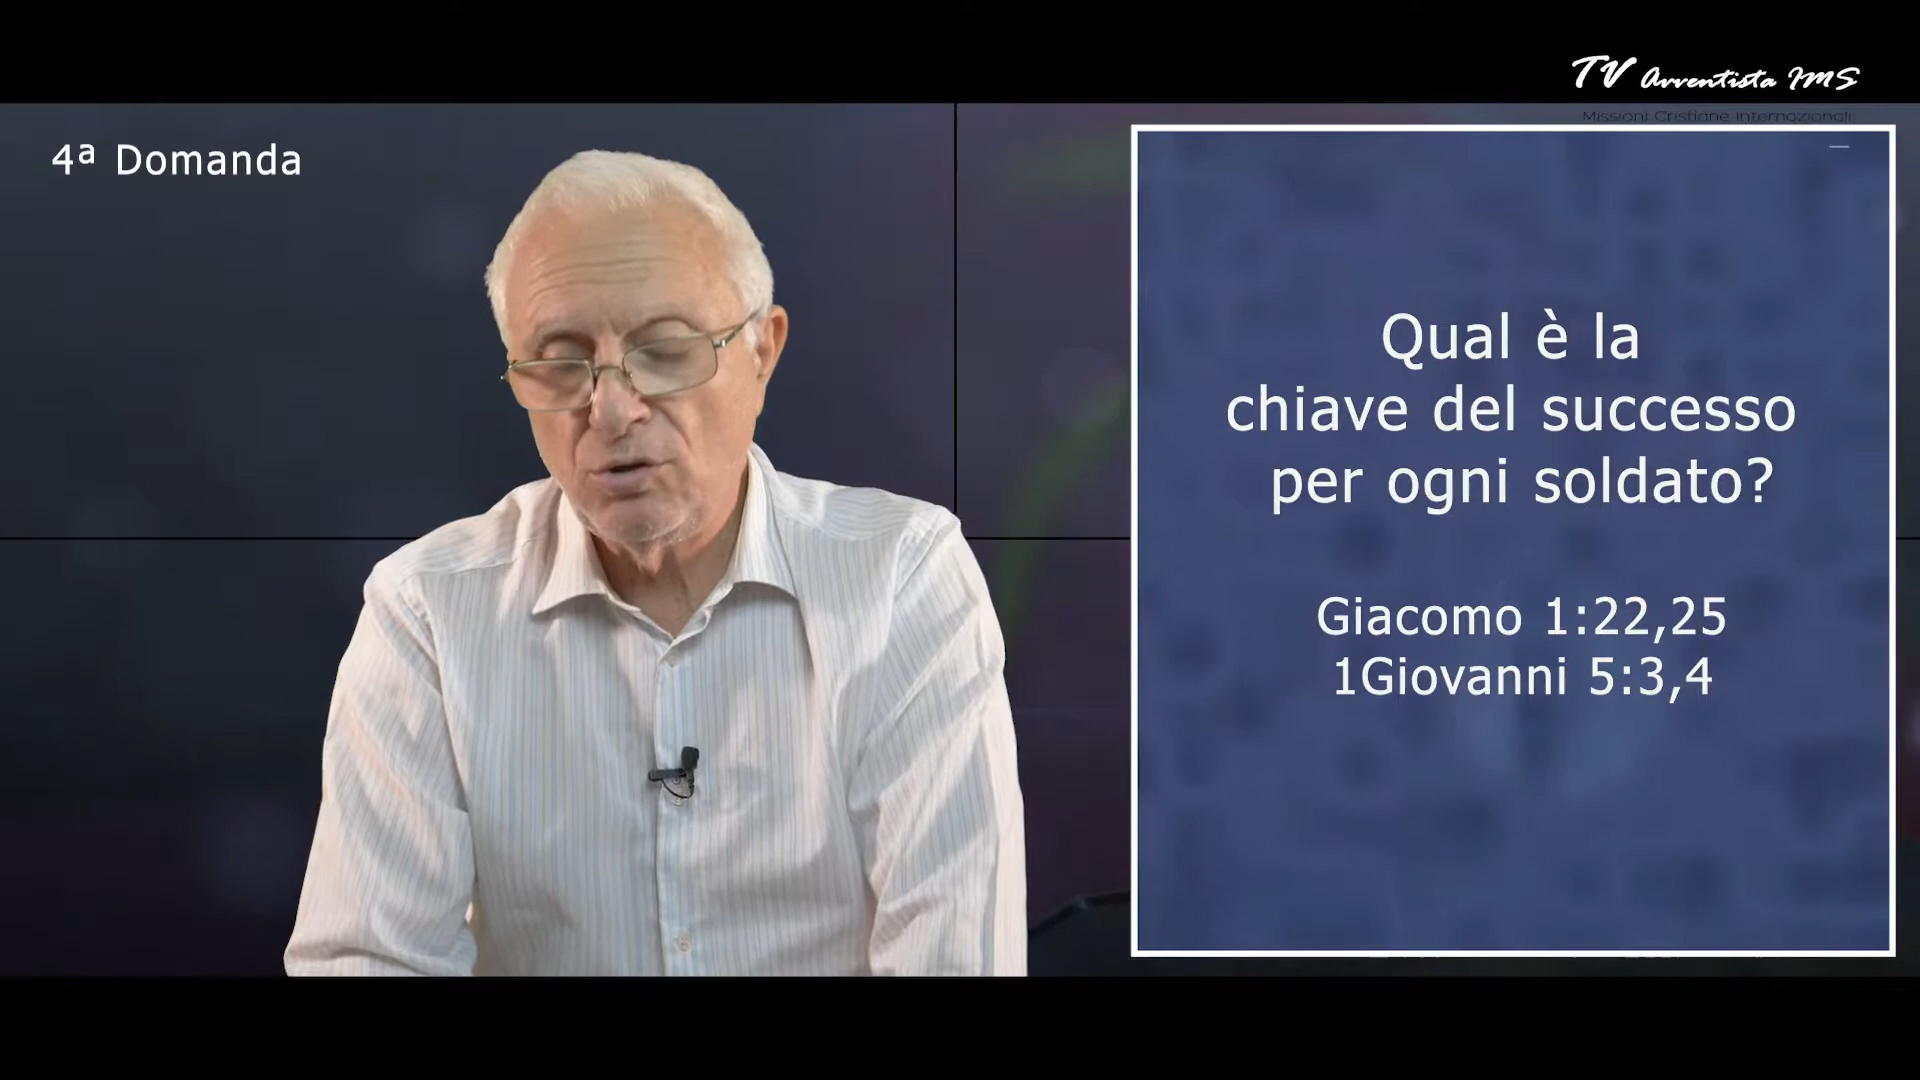 TV Avventista IMS
Missioni Cristiane Internazionali
4ª Domanda
Qual è la
chiave del successo
per ogni soldato?
Giacomo 1:22,25
1Giovanni 5:3,4